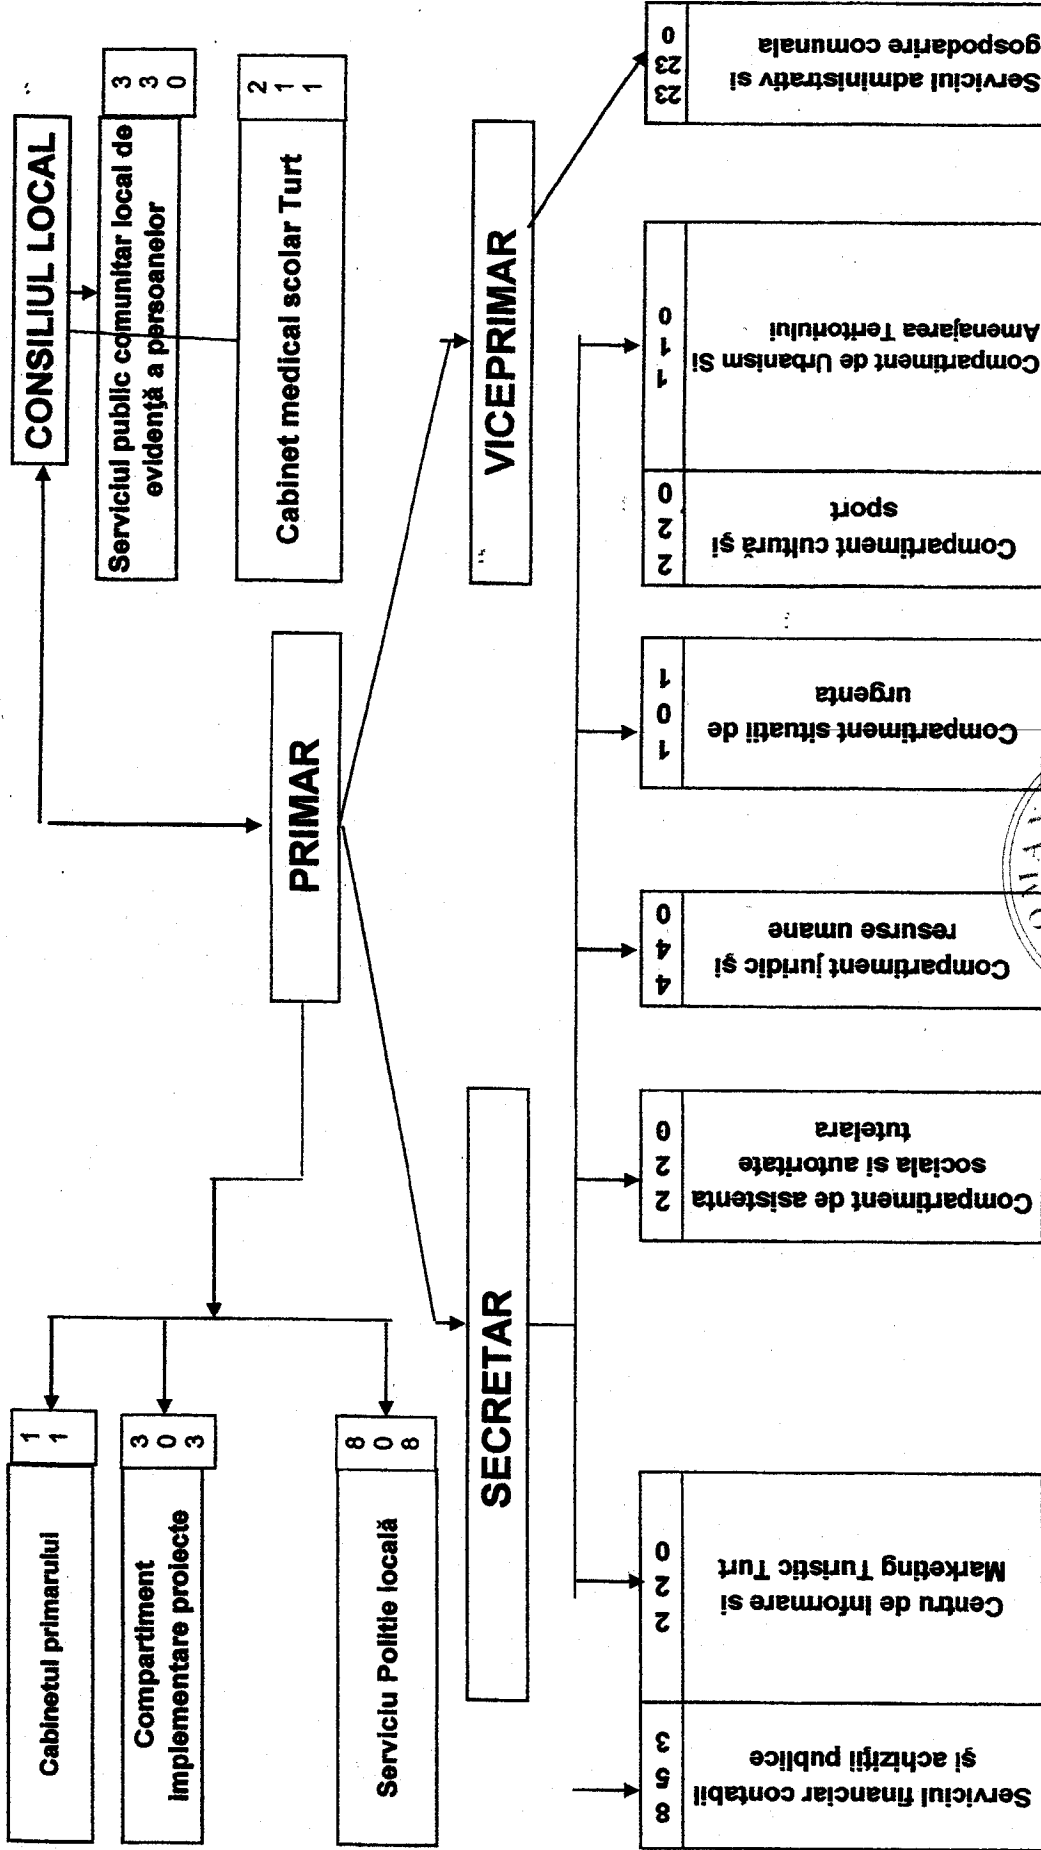 CONSILIUL LOCAL
Serviciul public comunitar local de
evidenţă a persoanelor
3
3
0
Cabinet medical scolar Turt
2
1
1
PRIMAR
Cabinetul primarului
1
1
Compartiment
implementare proiecte
3
0
3
Serviciu Politie locală
8
0
8
SECRETAR
VICEPRIMAR
Serviciul financiar contabil
şi achiziţii publice
8
5
3
Centru de Informare si
Marketing Turistic Turt
2
2
0
Compartiment de asistenta
sociala si autoritate
tutelara
2
2
0
Compartiment juridic şi
resurse umane
4
4
0
Compartiment situatii de
urgenta
1
0
1
Compartiment cultură şi
sport
2
2
0
Compartiment de Urbanism Si
Amenajarea Teritoriului
1
1
0
Serviciul administrativ si
gospodarire comunala
23
23
0